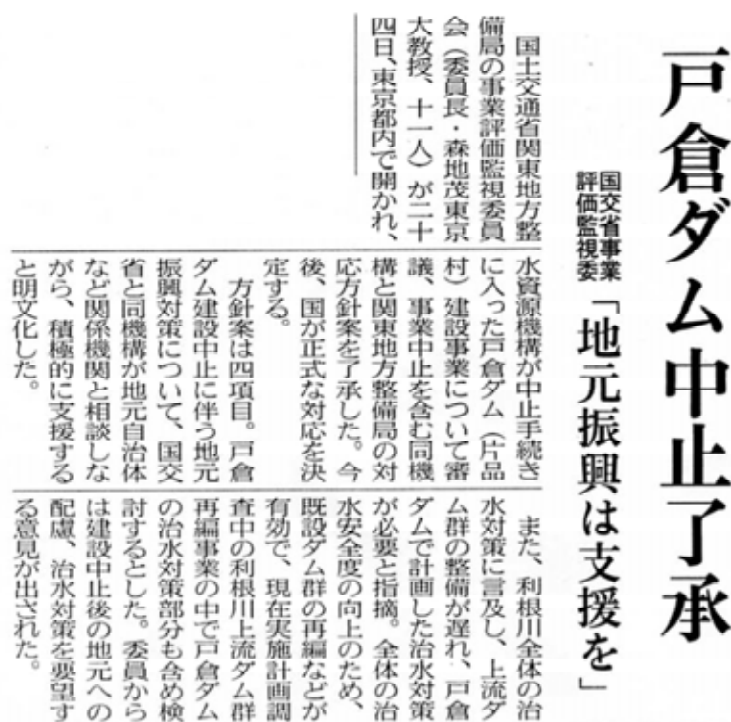 戸倉ダム中止了承
国交省事業
評価監視委
「地元振興は支援を」
国土交通省関東地方整
備局の事業評価監視委員
会（委員長・森地茂東京
大教授、十一人）が二十
四日、東京都内で開かれ、
水資源機構が中止手続き
に入った戸倉ダム（片品
村）建設事業について審
議、事業中止を含む同機
構と関東地方整備局の対
応方針案を了承した。今
後、国が正式な対応を決
定する。
方針案は四項目。戸倉
ダム建設中止に伴う地元
振興対策について、国交
省と同機構が地元自治体
など関係機関と相談しな
がら、積極的に支援する
と明文化した。
また、利根川全体の治
水対策に言及し、上流ダ
ム群の整備が遅れ、戸倉
ダムで計画した治水対策
が必要と指摘。全体の治
水安全度の向上のため、
既設ダム群の再編などが
有効で、現在実施計画調
査中の利根川上流ダム群
再編事業の中で戸倉ダム
の治水対策部分も含め検
討するとした。委員から
は建設中止後の地元への
配慮、治水対策を要望す
る意見が出された。